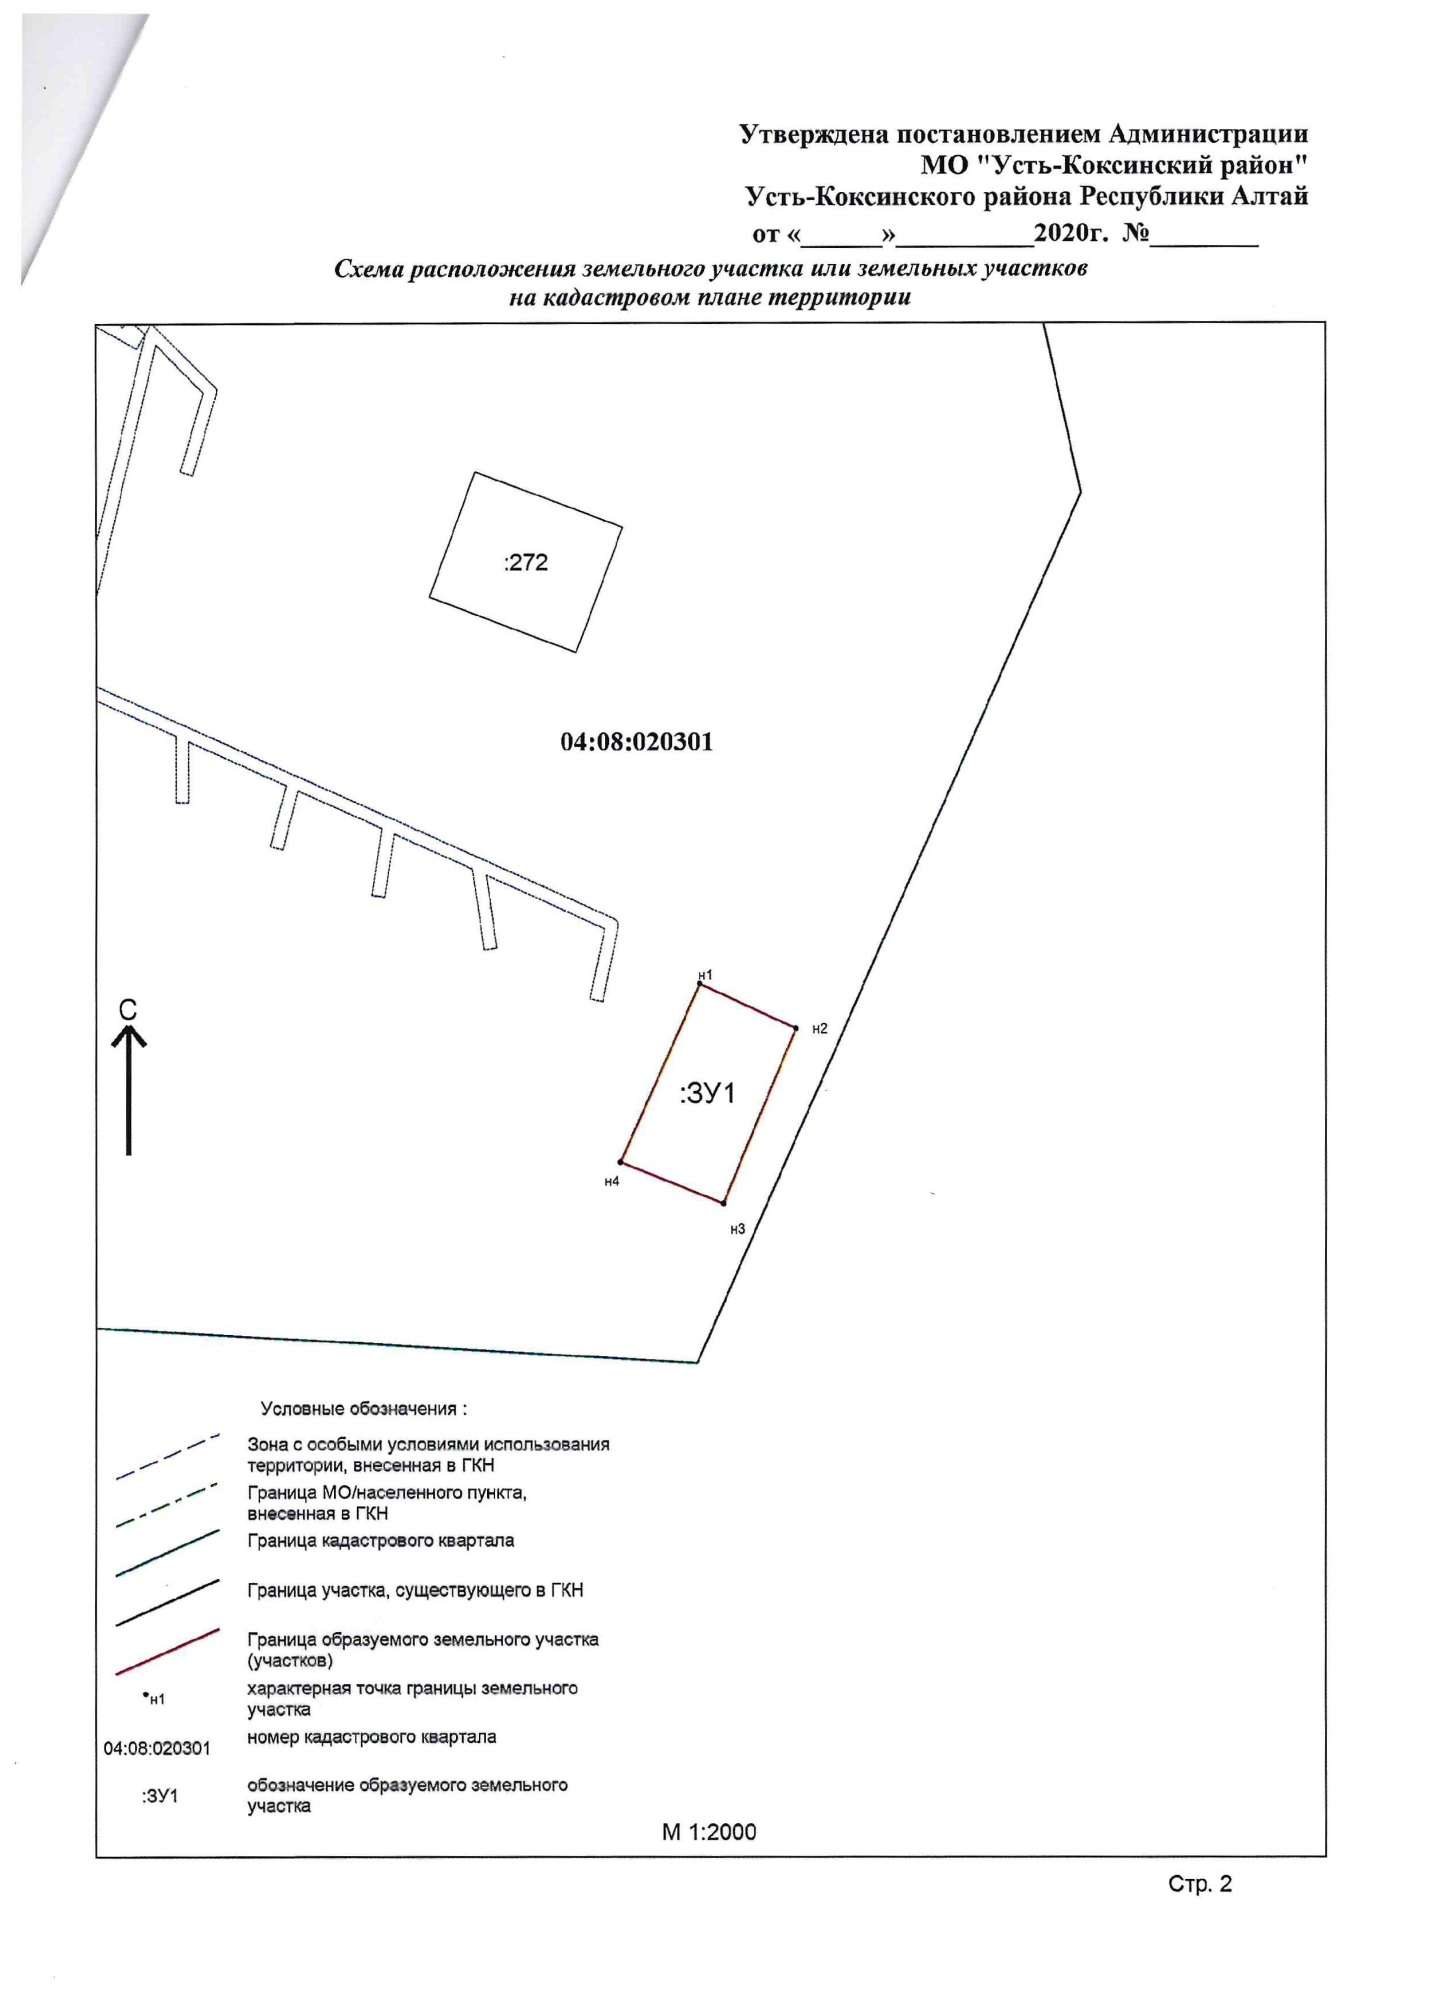 Утверждена постановлением Администрации
МО "Усть-Коксинский район"
Усть-Коксинского района Республики Алтай
от «______»__________2020г. №________
Схема расположения земельного участка или земельных участков
на кадастровом плане территории
:272
04:08:020301
н1
С
н2
:ЗУ1
н4
н3
Условные обозначения :
Зона с особыми условиями использования
территории, внесенная в ГКН
Граница МО/населенного пункта,
внесенная в ГКН
Граница кадастрового квартала
Граница участка, существующего в ГКН
Граница образуемого земельного участка
(участков)
н1
характерная точка границы земельного
участка
04:08:020301
номер кадастрового квартала
:ЗУ1
обозначение образуемого земельного
участка
М 1:2000
Стр. 2